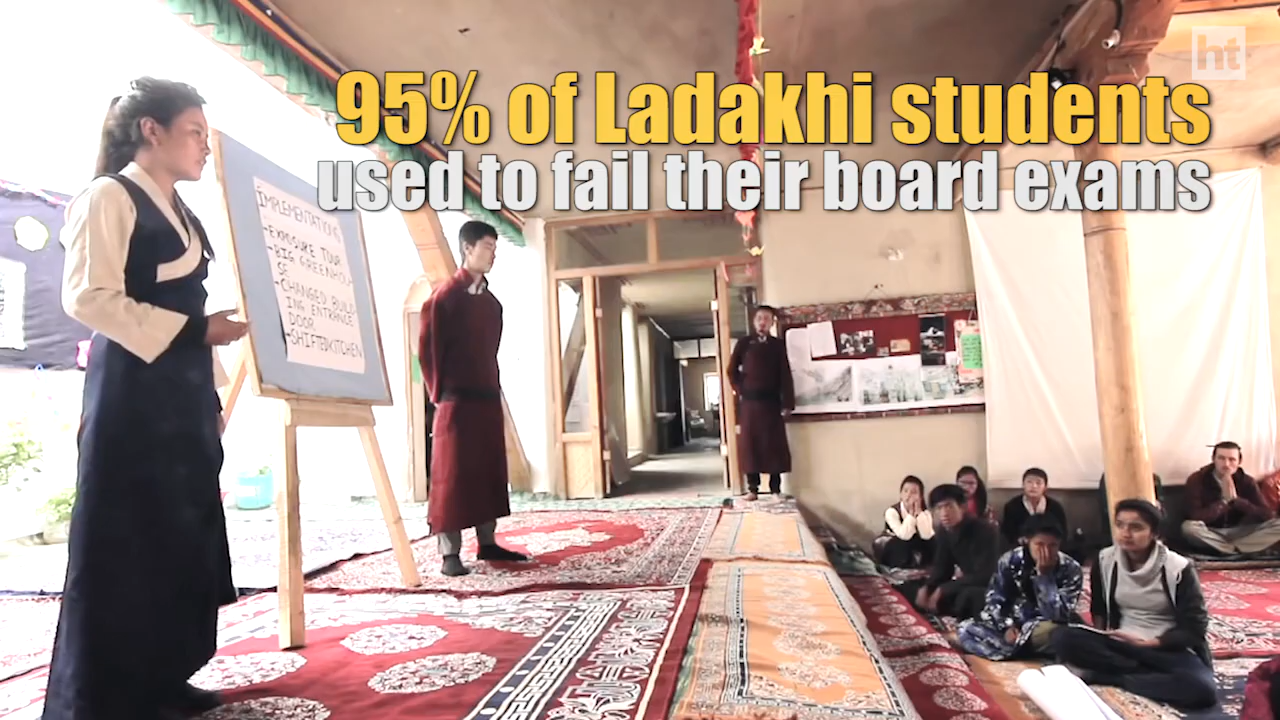 ht
95% of Ladakhi students
used to fail their board exams
IMPLEMENTATIONS
-EXPOSURE TOUR
-BIG GREENHOU-
SE
-CHANGED BUILD
ING ENTRANCE
DOOR
-SHIFTED KITCHEN